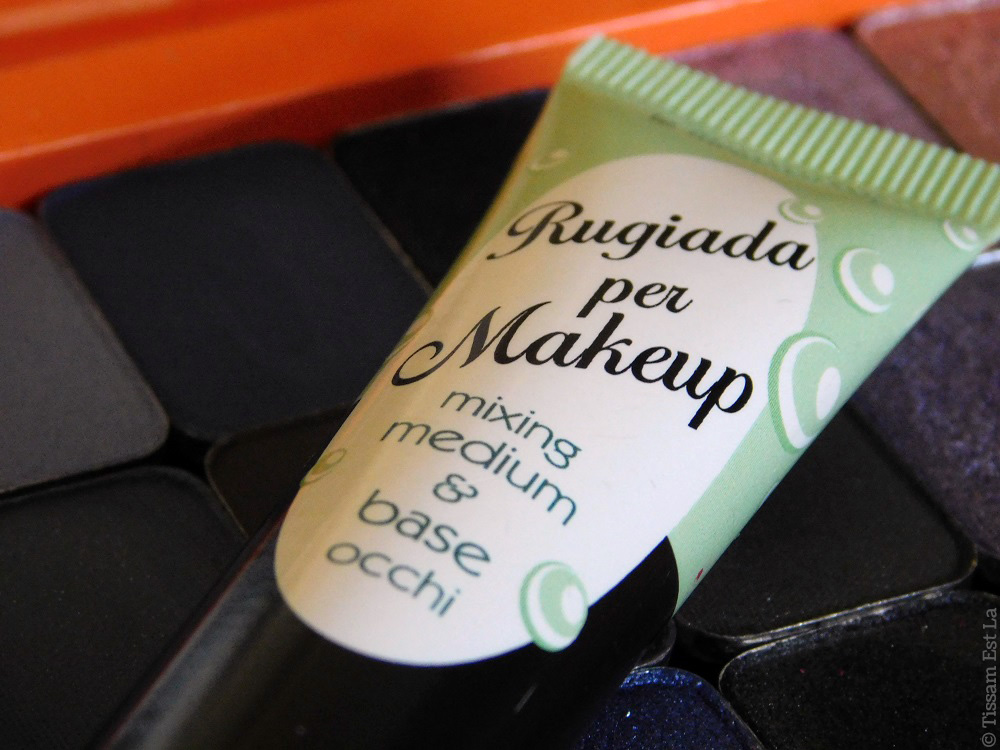 Rugiada
per
Makeup
mixing
medium
&
base
occhi
© Tissam Est La